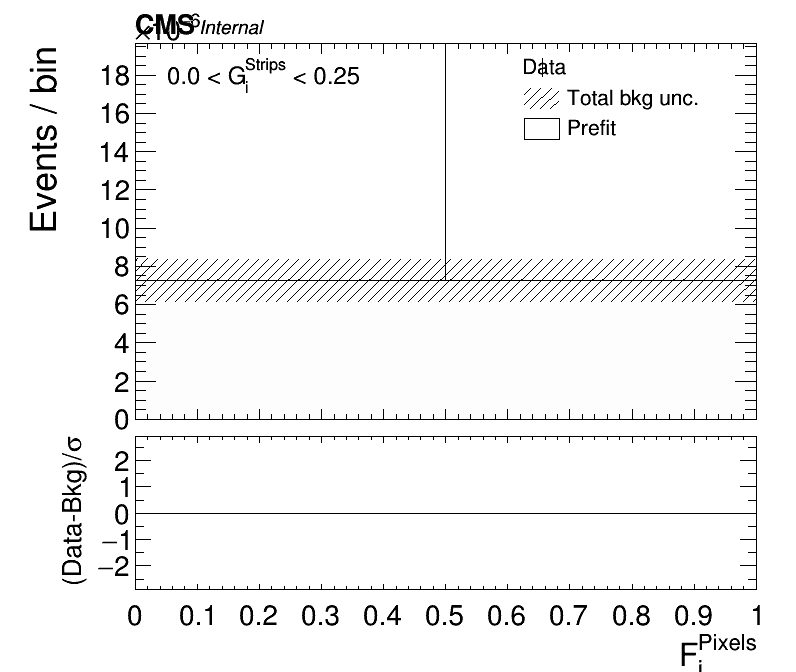 CMS Internal
×10⁻⁶
Events / bin
0.0 < G_i^Strips < 0.25
Data
Total bkg unc.
Prefit
18
16
14
12
10
8
6
4
2
0
(Data-Bkg)/σ
2
1
0
−1
−2
0 0.1 0.2 0.3 0.4 0.5 0.6 0.7 0.8 0.9 1
F_i^Pixels